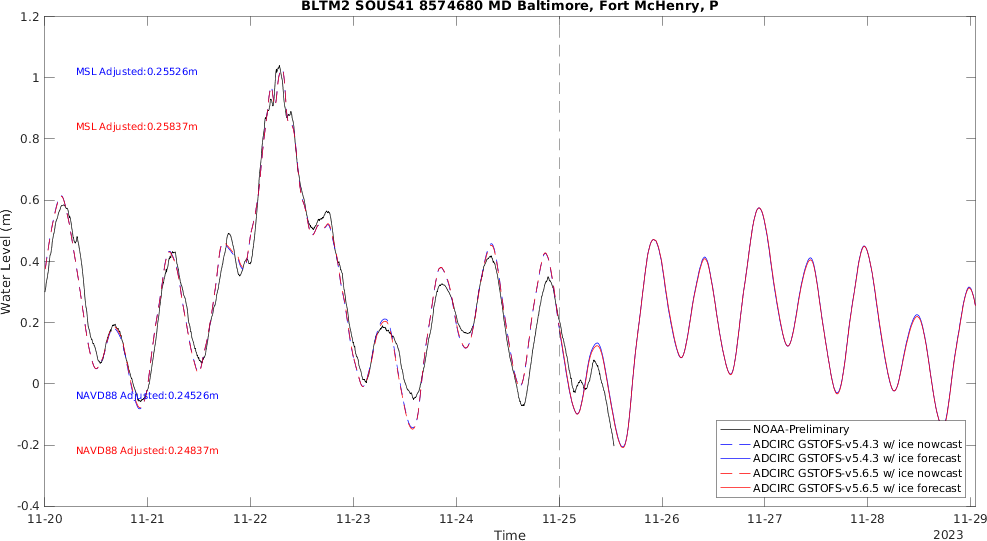 BLTM2 SOUS41 8574680 MD Baltimore, Fort McHenry, P
1.2
1
0.8
0.6
0.4
0.2
0
-0.2
-0.4
Water Level (m)
MSL Adjusted:0.25526m
MSL Adjusted:0.25837m
NAVD88 Adjusted:0.24526m
NAVD88 Adjusted:0.24837m
NOAA-Preliminary
ADCIRC GSTOFS-v5.4.3 w/ ice nowcast
ADCIRC GSTOFS-v5.4.3 w/ ice forecast
ADCIRC GSTOFS-v5.6.5 w/ ice nowcast
ADCIRC GSTOFS-v5.6.5 w/ ice forecast
11-20 11-21 11-22 11-23 11-24 11-25 11-26 11-27 11-28 11-29
Time
2023